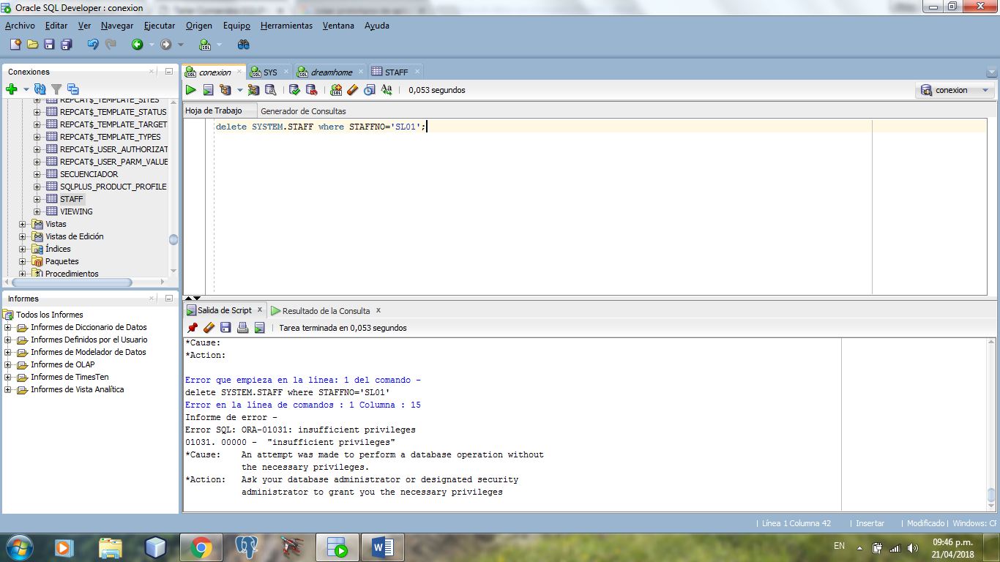 Oracle SQL Developer : conexion
Archivo Editar Ver Navegar Ejecutar Origen Equipo Herramientas Ventana Ayuda
Conexiones
REPCAT$_TEMPLATE_SITES
REPCAT$_TEMPLATE_STATUS
REPCAT$_TEMPLATE_TARGET
REPCAT$_TEMPLATE_TYPES
REPCAT$_USER_AUTHORIZAT
REPCAT$_USER_PARM_VALUE
SECUENCIADOR
SQLPLUS_PRODUCT_PROFILE
STAFF
VIEWING
Vistas
Vistas de Edición
Índices
Paquetes
Procedimientos
Informes
Todos los Informes
Informes de Diccionario de Datos
Informes Definidos por el Usuario
Informes de Modelador de Datos
Informes de OLAP
Informes de TimesTen
Informes de Vista Analítica
conexion SYS dreamhome STAFF
0,053 segundos
conexion
Hoja de Trabajo Generador de Consultas
delete SYSTEM.STAFF where STAFFNO='SL01';
Salida de Script Resultado de la Consulta
Tarea terminada en 0,053 segundos
*Cause:
*Action:
Error que empieza en la línea: 1 del comando -
delete SYSTEM.STAFF where STAFFNO='SL01'
Error en la línea de comandos : 1 Columna : 15
Informe de error -
Error SQL: ORA-01031: insufficient privileges
01031. 00000 - "insufficient privileges"
*Cause: An attempt was made to perform a database operation without
the necessary privileges.
*Action: Ask your database administrator or designated security
administrator to grant you the necessary privileges
Línea 1 Columna 42 Insertar Modificado Windows: CF
EN
09:46 p.m.
21/04/2018